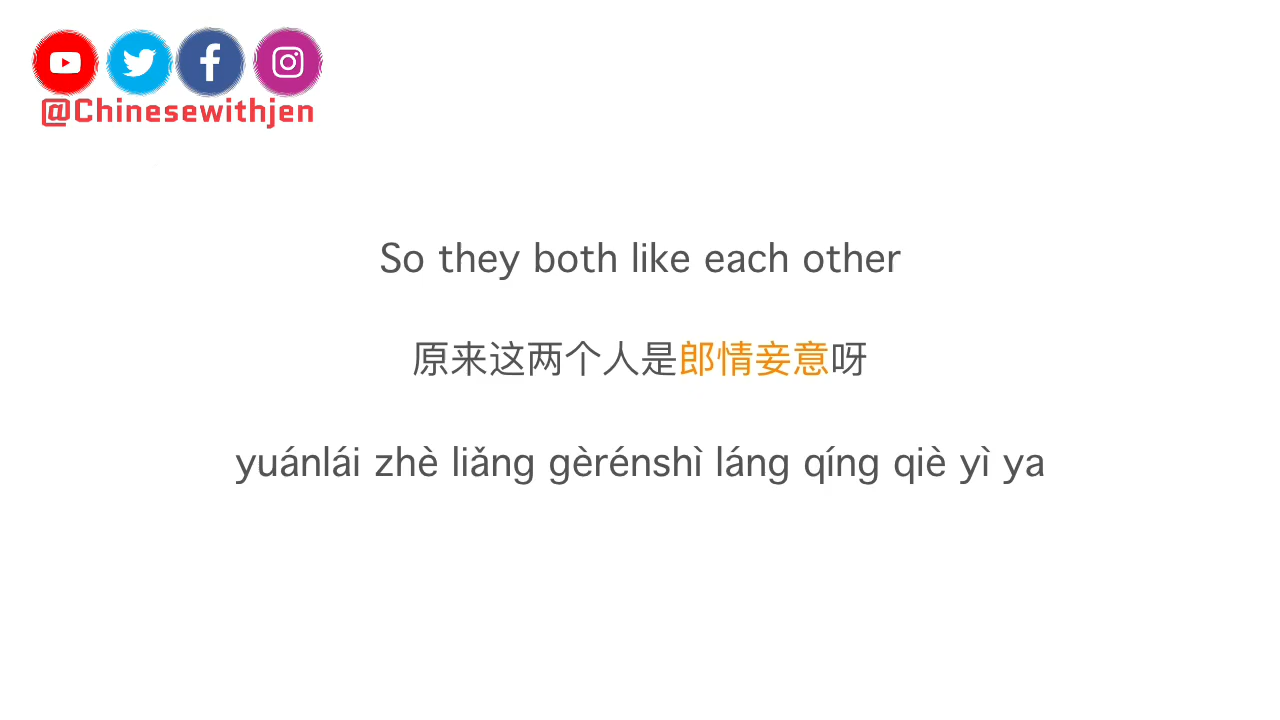 @Chinesewithjen
So they both like each other
原来这两个人是郎情妾意呀
yuánlái zhè liǎng gèrénshì láng qíng qiè yì ya